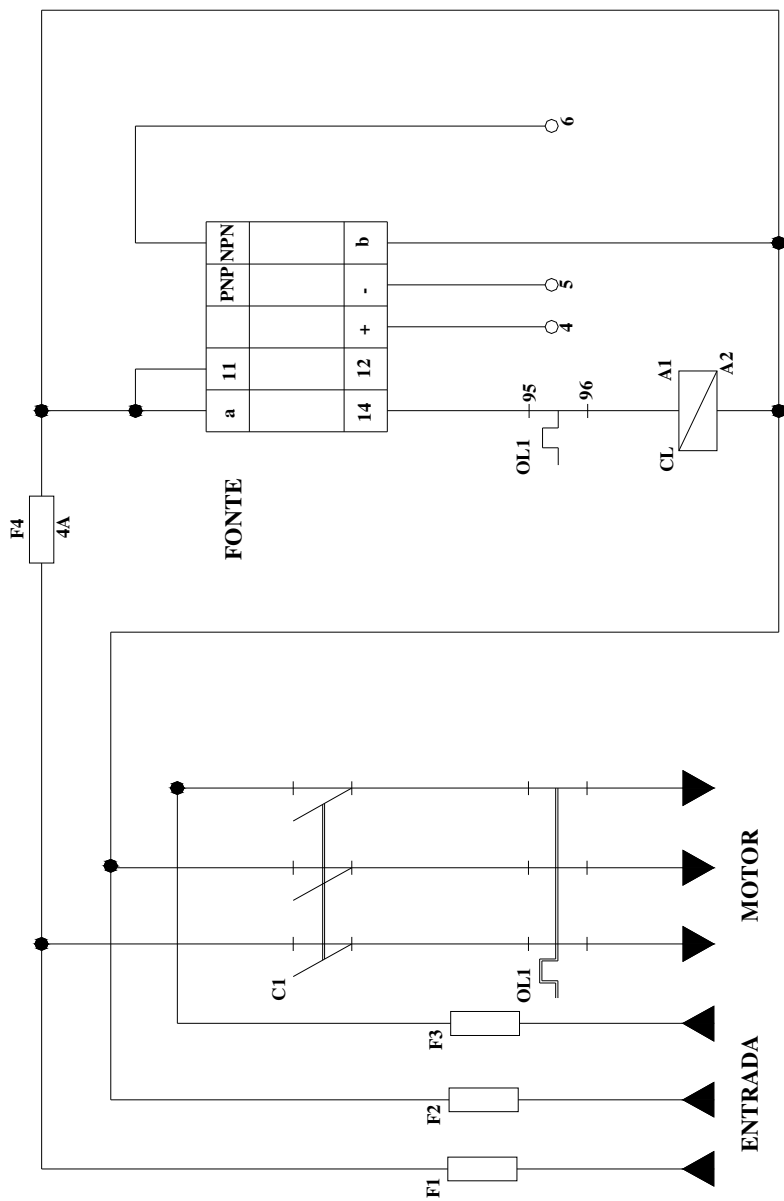 F4
4A
FONTE
a 11 PNP NPN
C1
14 12 + - b
F1 F2 F3
OL1
OL1
95
4 5 6
96
CL A1
A2
ENTRADA MOTOR